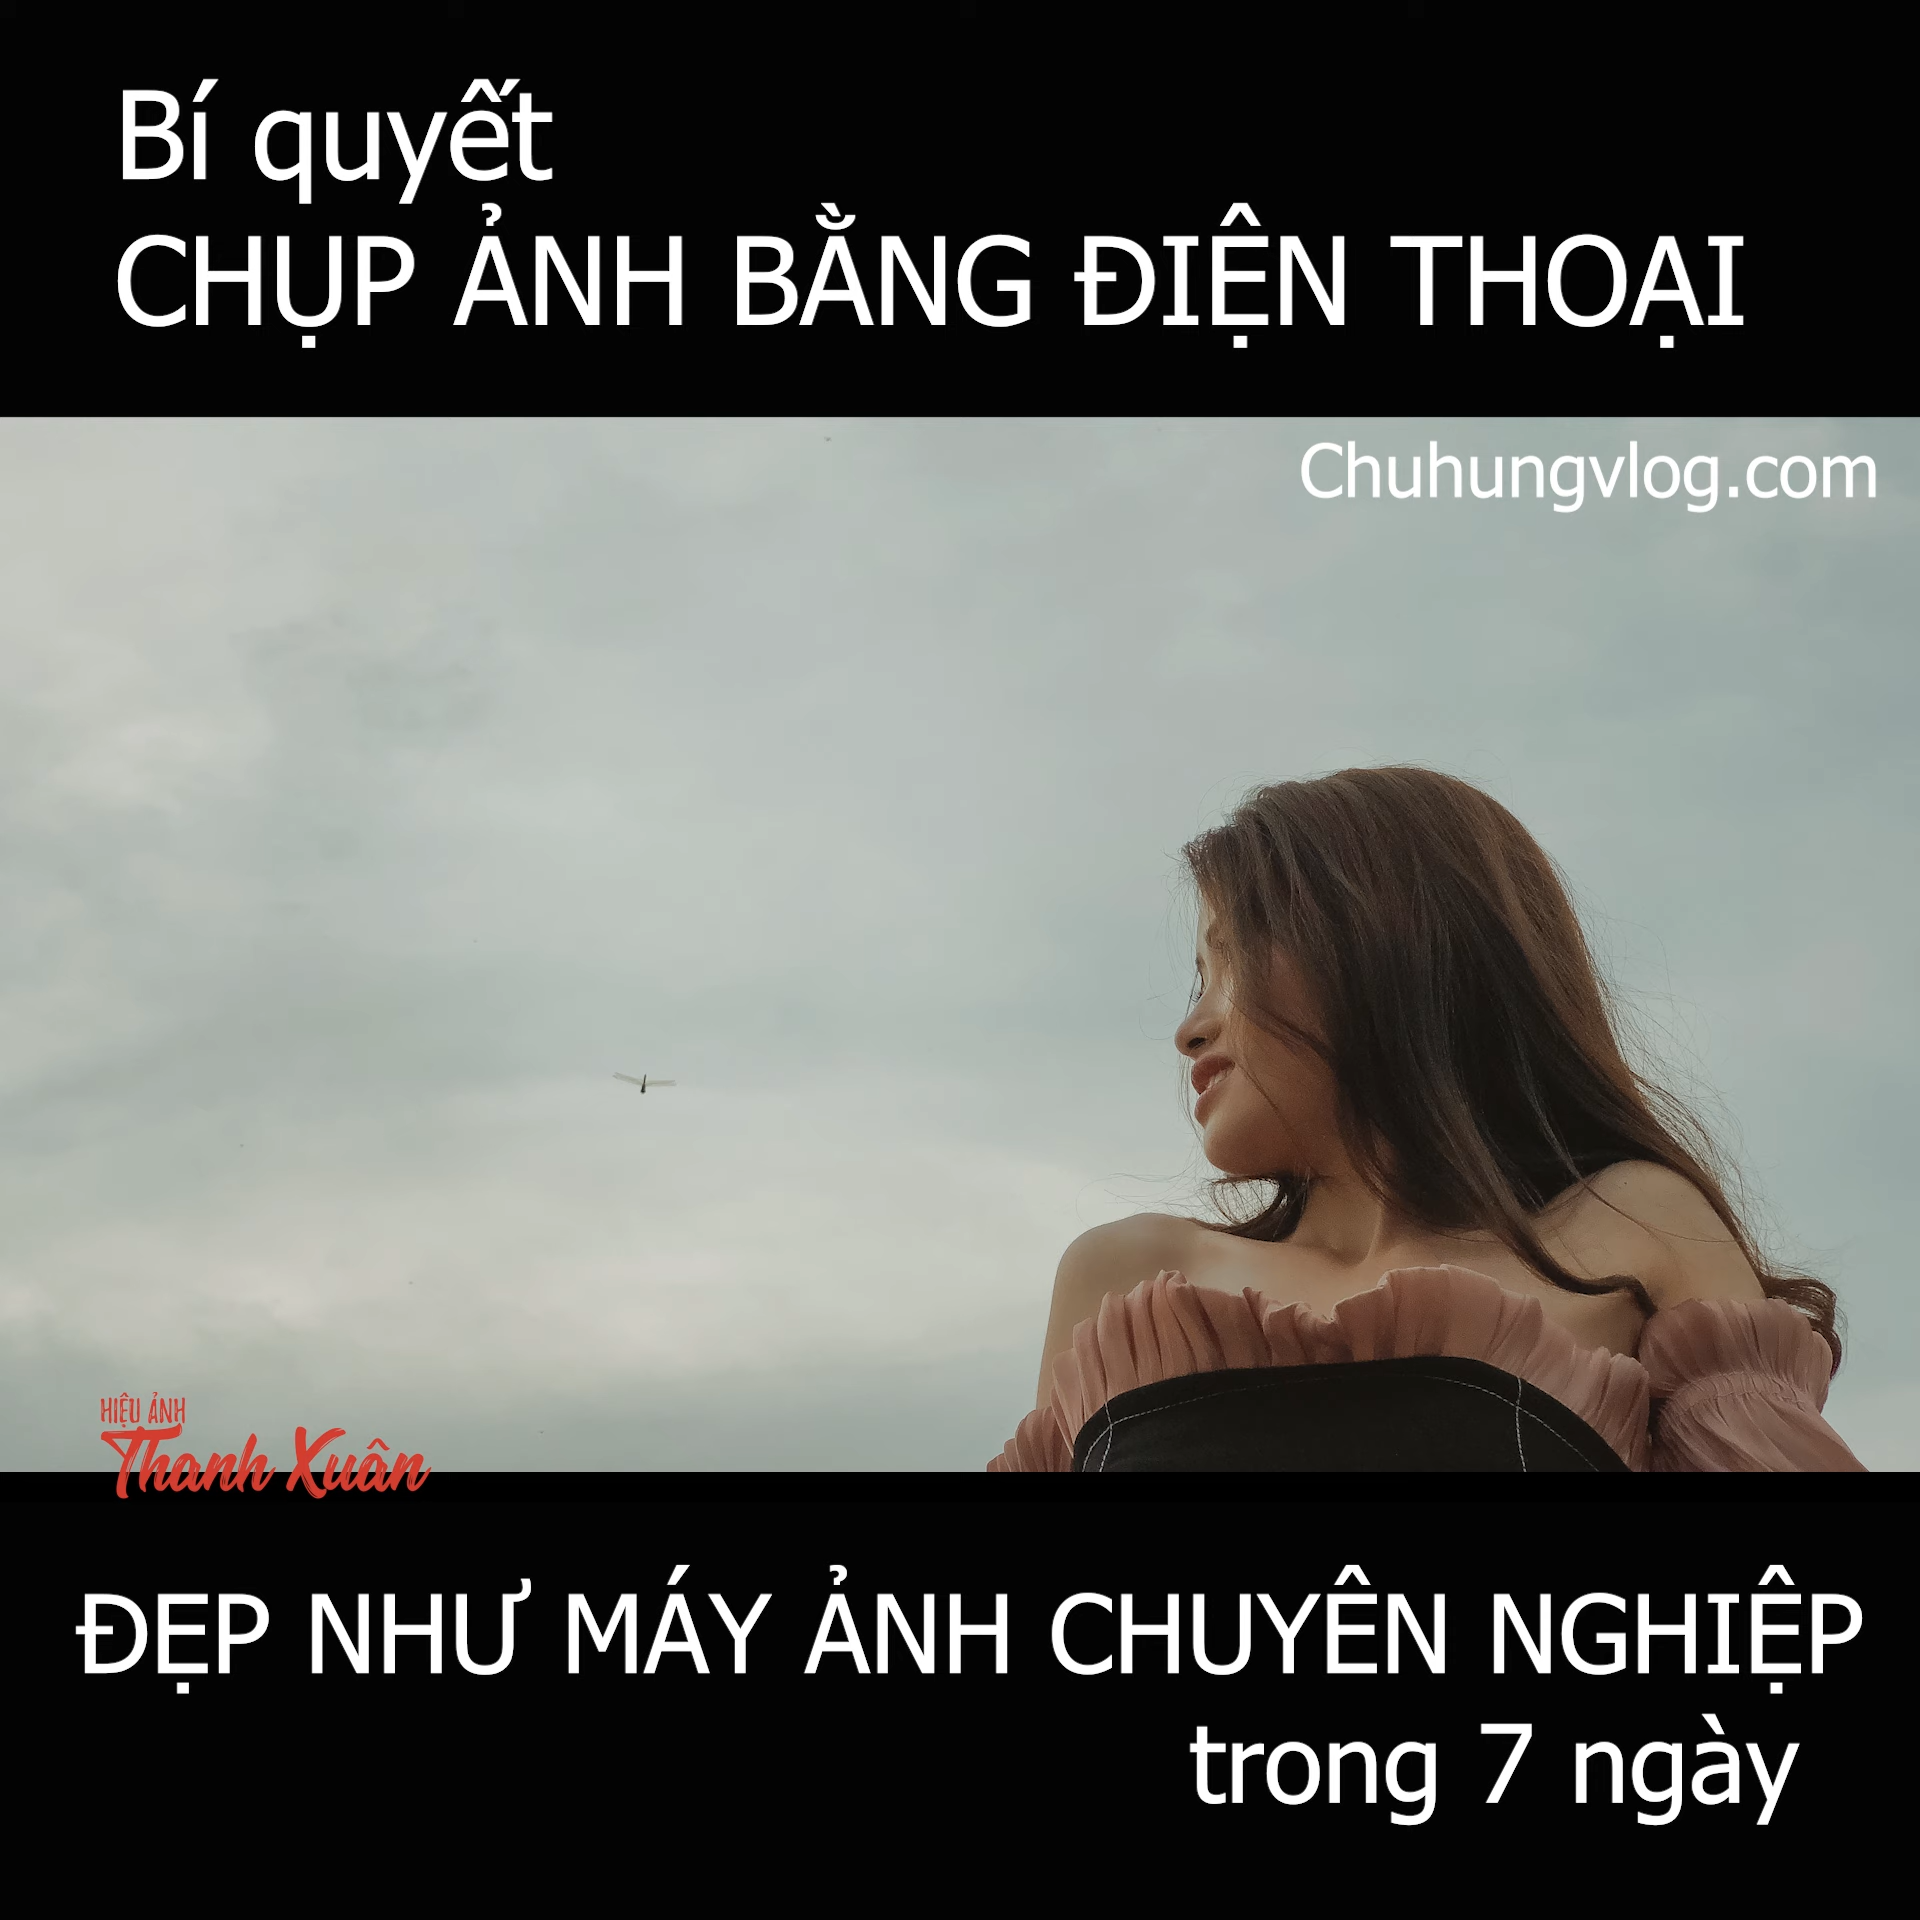 Bí quyết
CHỤP ẢNH BẰNG ĐIỆN THOẠI
Chuhungvlog.com
HIỆU ẢNH
Thanh Xuân
ĐẸP NHƯ MÁY ẢNH CHUYÊN NGHIỆP
trong 7 ngày